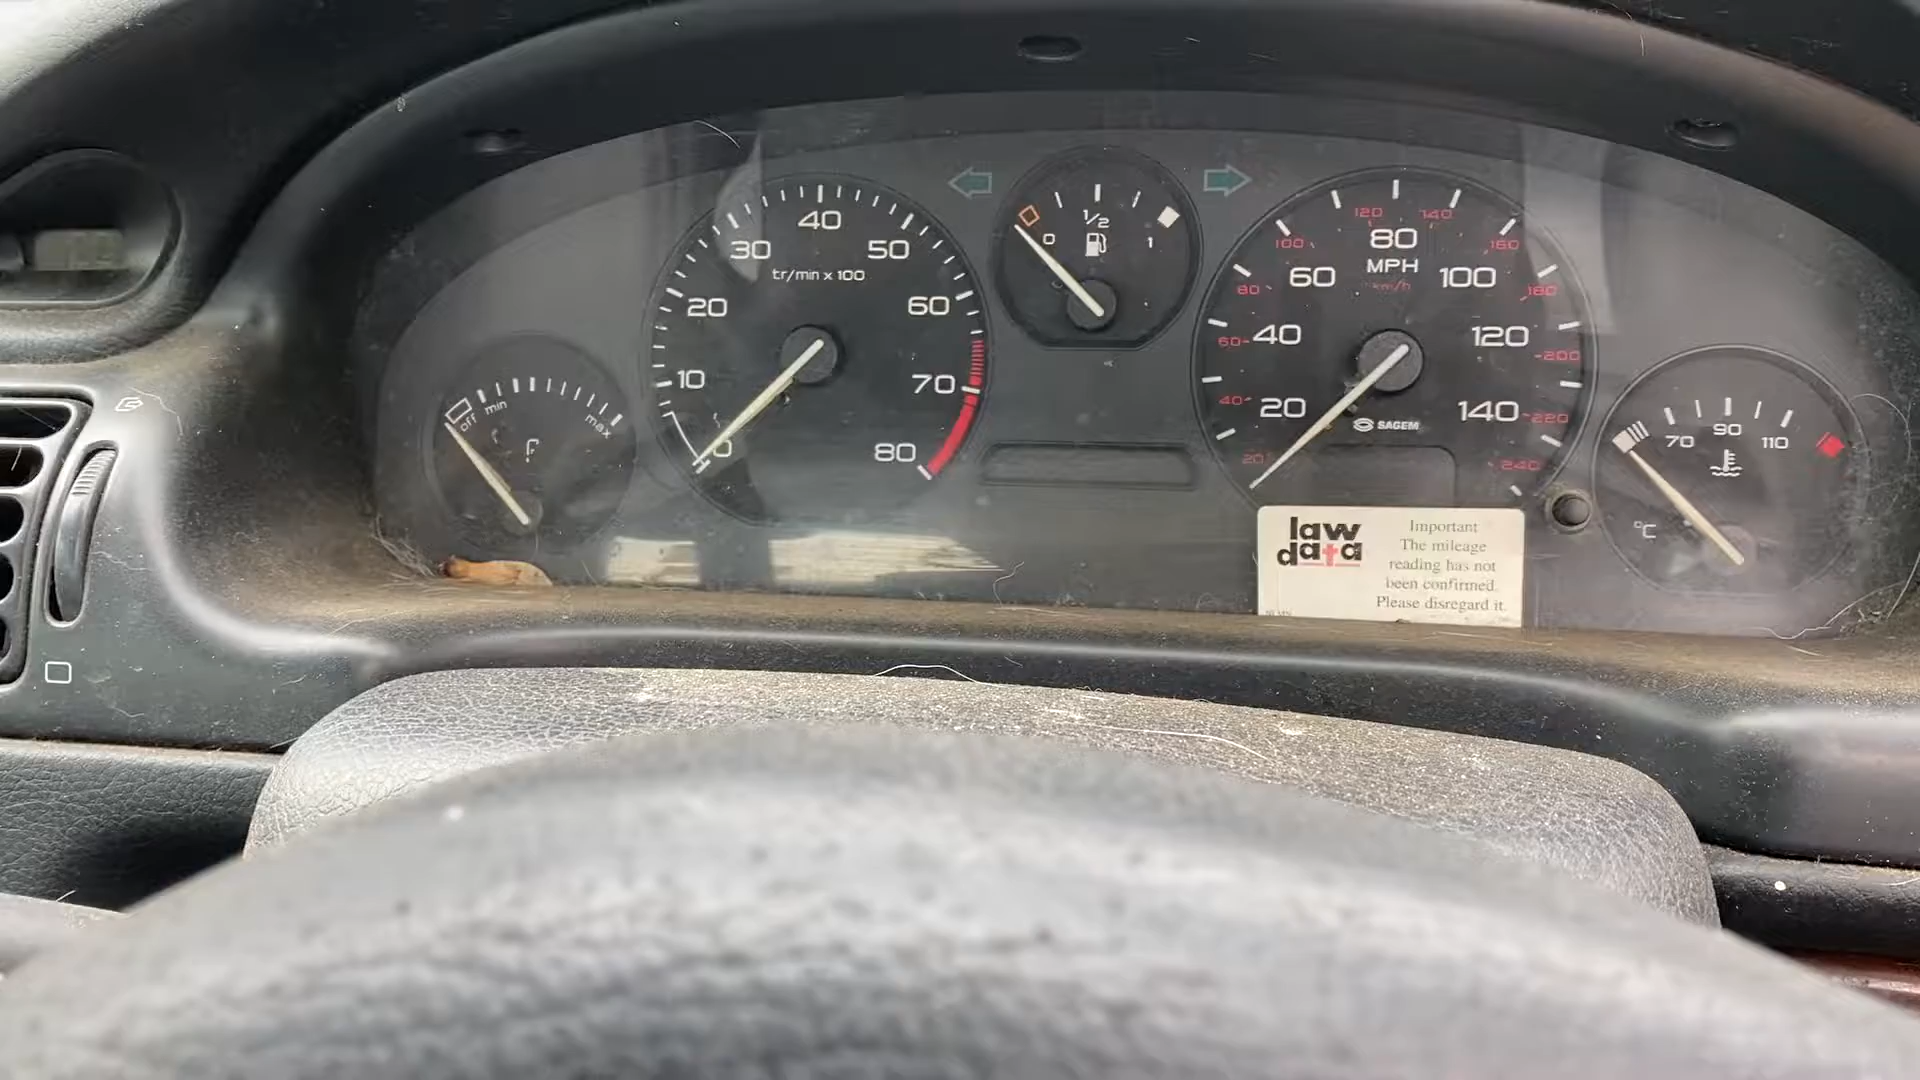 off
min
max
0
10
20
30
40
50
60
70
80
tr/min x 100
0
1/2
1
20
40
60
80
100
120
140
MPH
km/h
20
40
60
80
100
120
140
160
180
200
220
240
SAGEM
law
data
Important
The mileage
reading has not
been confirmed.
Please disregard it.
70
90
110
°C